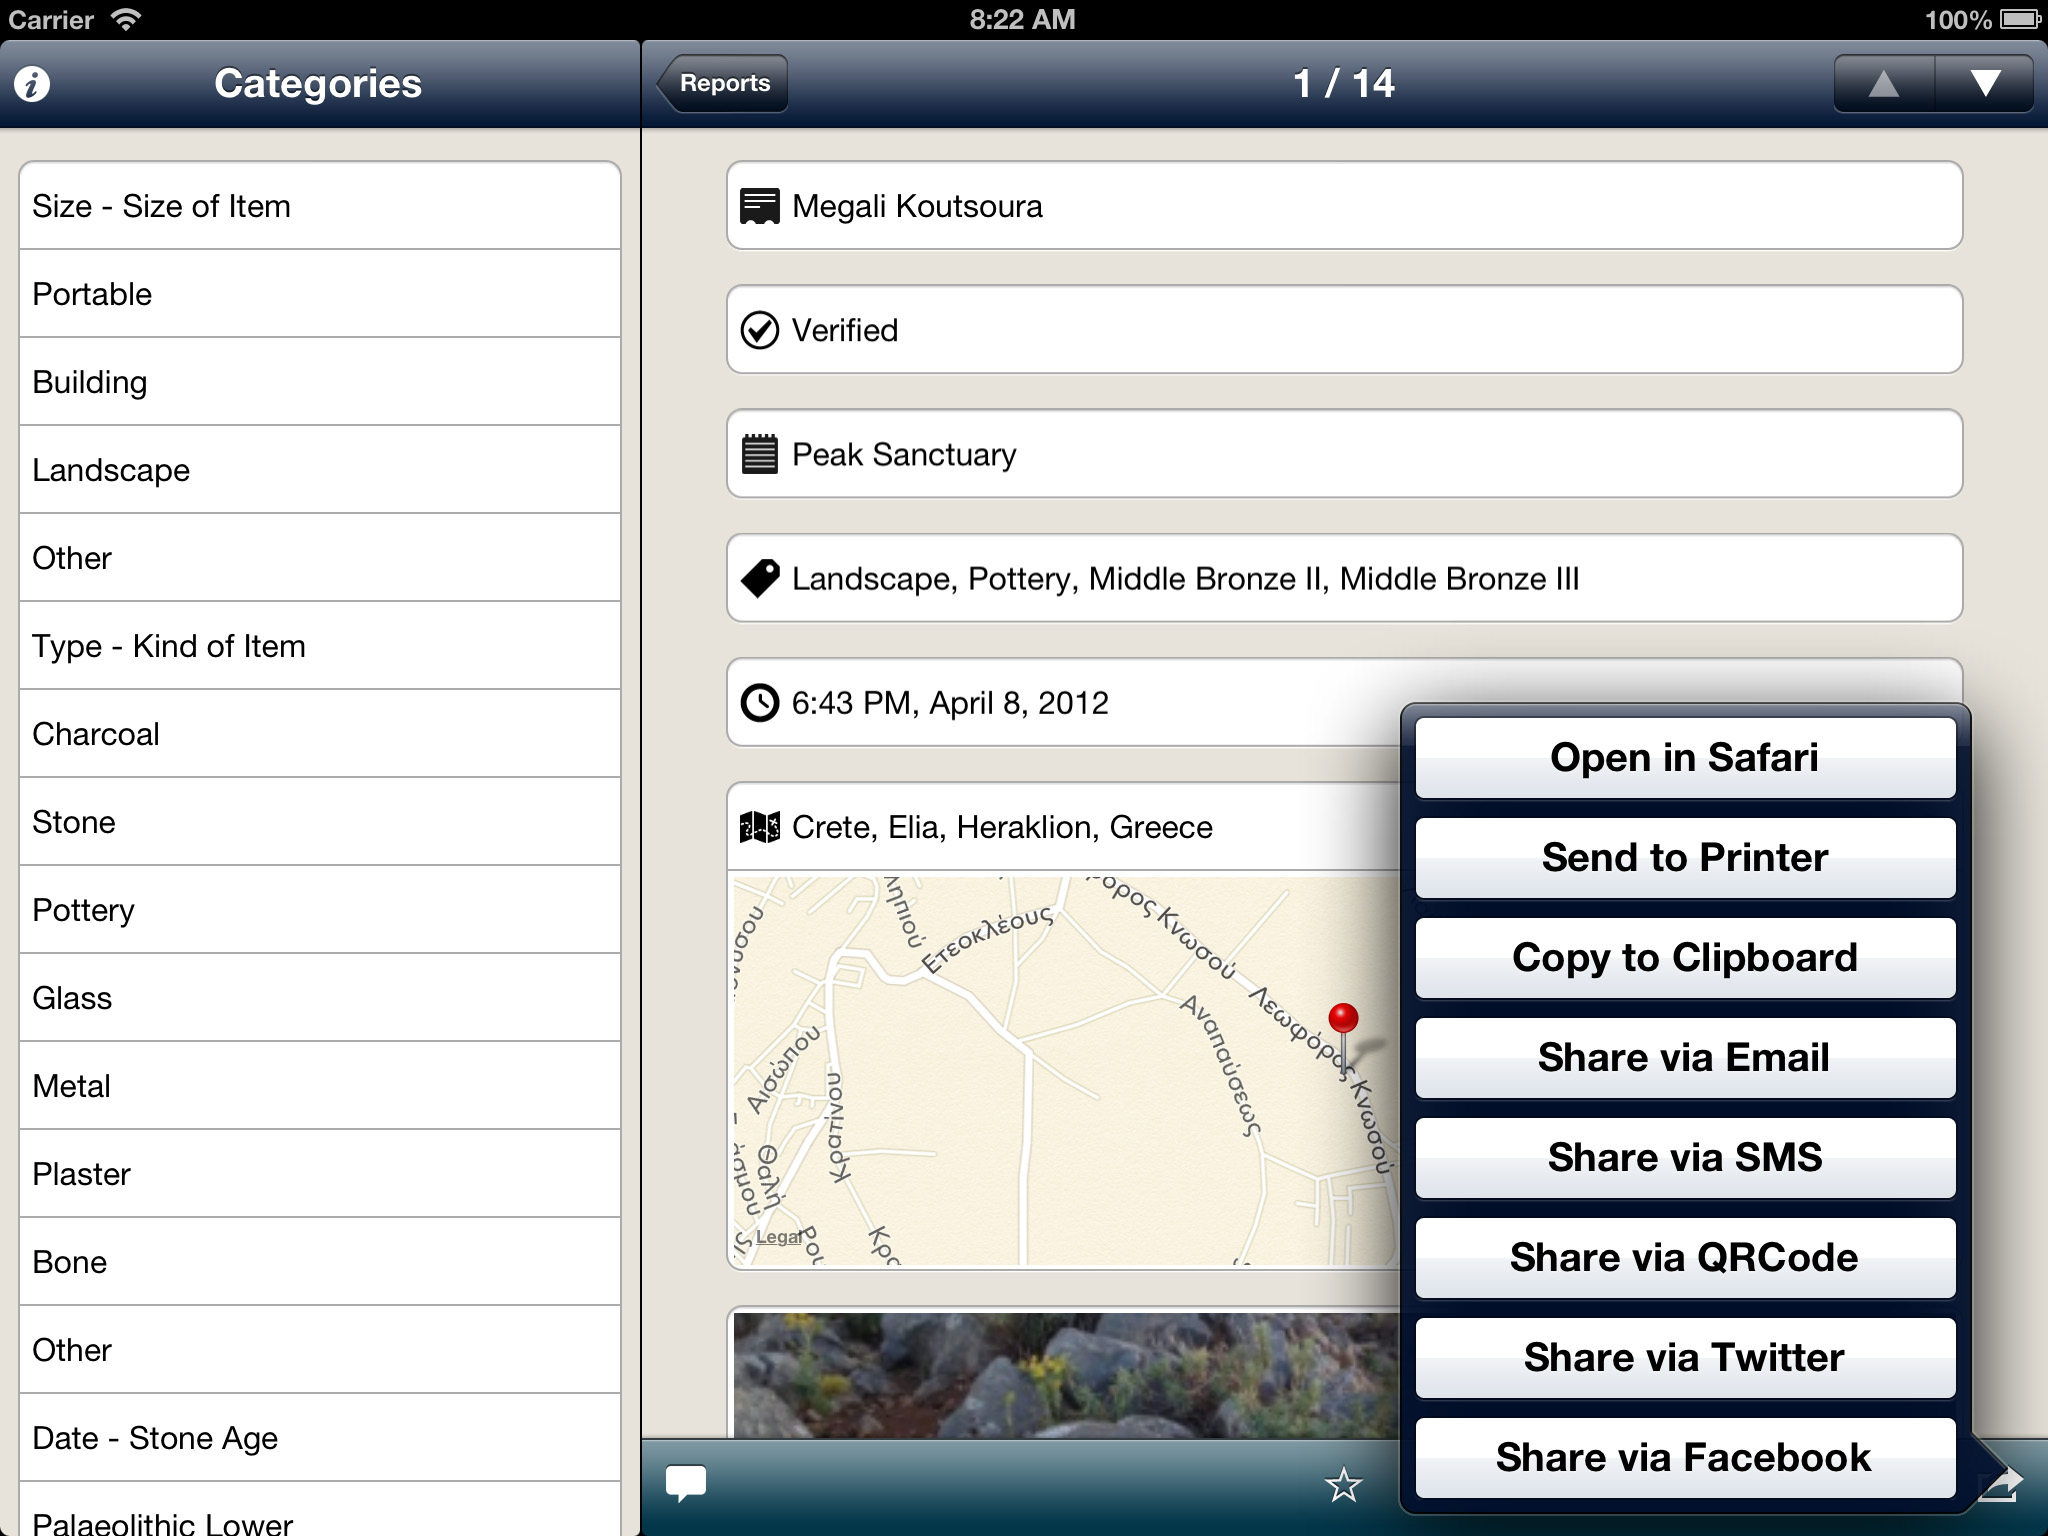 Carrier
8:22 AM
100%
Categories
Reports
1 / 14
Size - Size of Item
Portable
Building
Landscape
Other
Type - Kind of Item
Charcoal
Stone
Pottery
Glass
Metal
Plaster
Bone
Other
Date - Stone Age
Palaeolithic Lower
Megali Koutsoura
Verified
Peak Sanctuary
Landscape, Pottery, Middle Bronze II, Middle Bronze III
6:43 PM, April 8, 2012
Crete, Elia, Heraklion, Greece
Ετεοκλέους
Κνωσού
Λεωφόρος Κνωσού
Αναπαύσεως
Αισώπου
Κρατίνου
Θαλή
Legal
Open in Safari
Send to Printer
Copy to Clipboard
Share via Email
Share via SMS
Share via QRCode
Share via Twitter
Share via Facebook